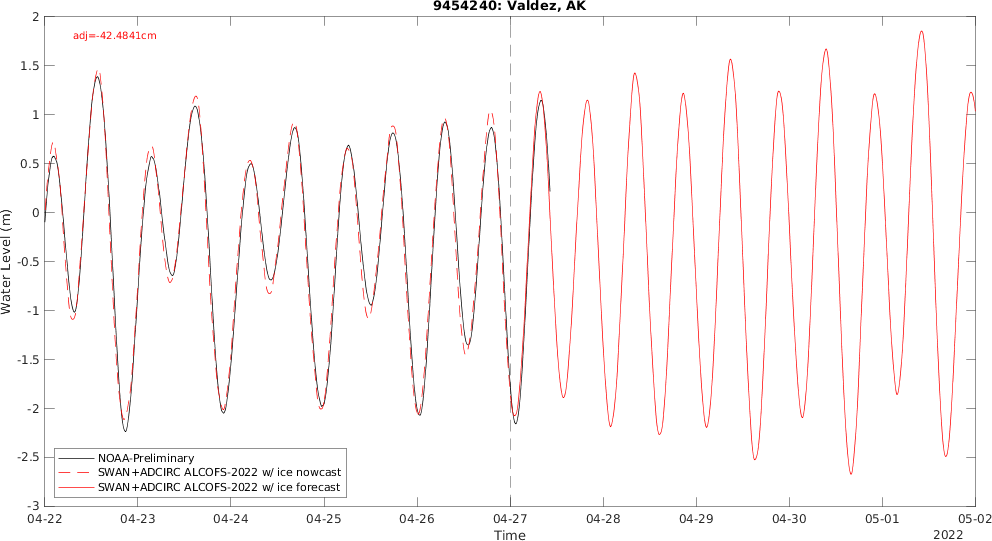 9454240: Valdez, AK
adj=-42.4841cm
2
1.5
1
0.5
0
-0.5
-1
-1.5
-2
-2.5
-3
Water Level (m)
NOAA-Preliminary
SWAN+ADCIRC ALCOFS-2022 w/ ice nowcast
SWAN+ADCIRC ALCOFS-2022 w/ ice forecast
04-22 04-23 04-24 04-25 04-26 04-27 04-28 04-29 04-30 05-01 05-02
Time
2022